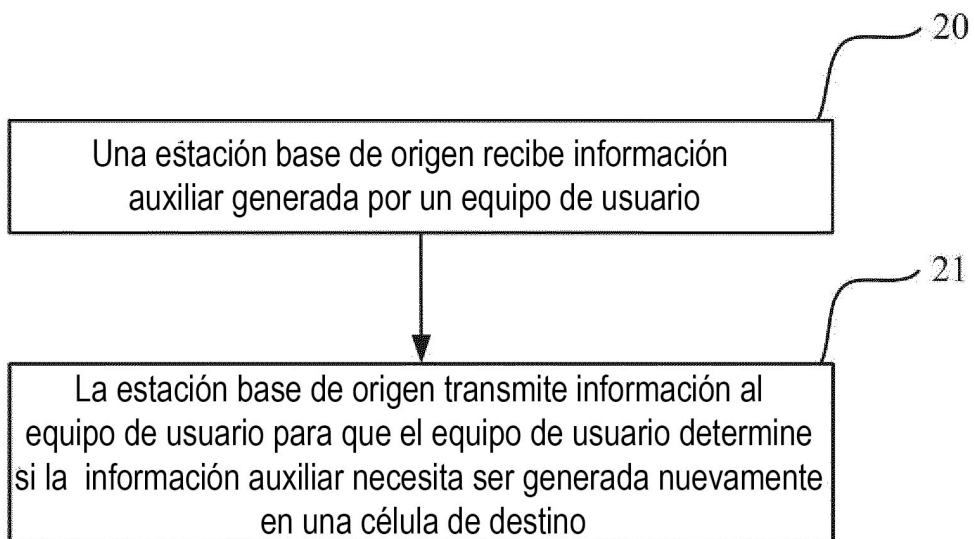 20
Una estación base de origen recibe información
auxiliar generada por un equipo de usuario
21
La estación base de origen transmite información al
equipo de usuario para que el equipo de usuario determine
si la información auxiliar necesita ser generada nuevamente
en una célula de destino